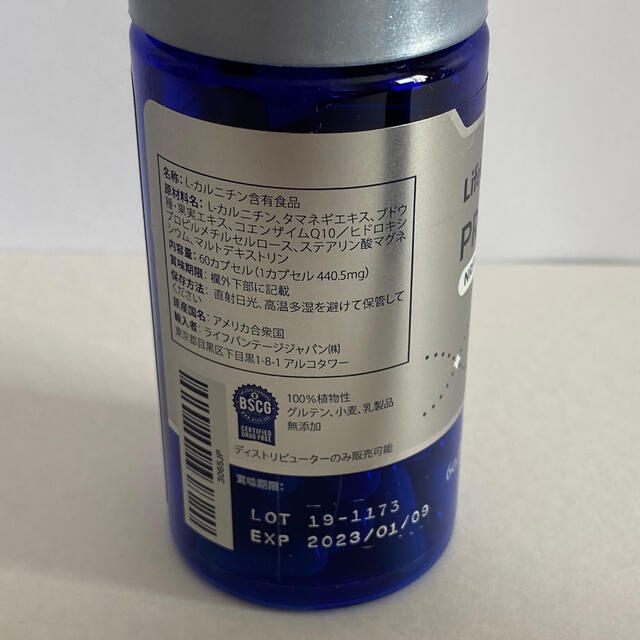 名称: L-カルニチン含有食品
原材料名: L-カルニチン、タマネギエキス、ブドウ
種・果実エキス、コエンザイムQ10／ヒドロキシ
プロピルメチルセルロース、ステアリン酸マグネ
シウム、マルトデキストリン
内容量: 60カプセル (1カプセル 440.5mg)
賞味期限: 欄外下部に記載
保存方法: 直射日光、高温多湿を避けて保管して
ください
原産国名: アメリカ合衆国
輸入者: ライフバンテージジャパン(株)
東京都目黒区下目黒1-8-1 アルコタワー
Life
BSCG
CERTIFIED
DRUG FREE
100%植物性
グルテン、小麦、乳製品
無添加
ディストリビューターのみ販売可能
3065JP
賞味期限:
LOT 19-1173
EXP 2023/01/09